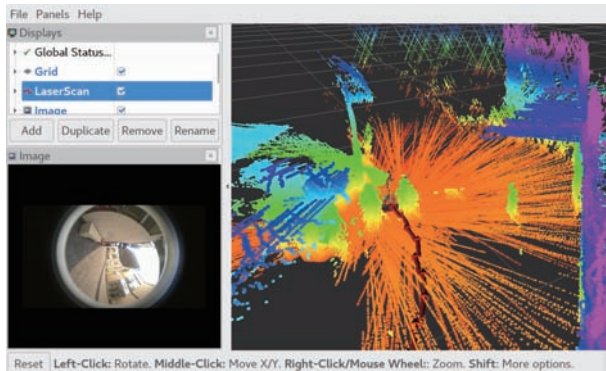 File Panels Help
Displays
Global Status...
Grid
LaserScan
Image
Add Duplicate Remove Rename
Image
Reset Left-Click: Rotate. Middle-Click: Move X/Y. Right-Click/Mouse Wheel:: Zoom. Shift: More options.